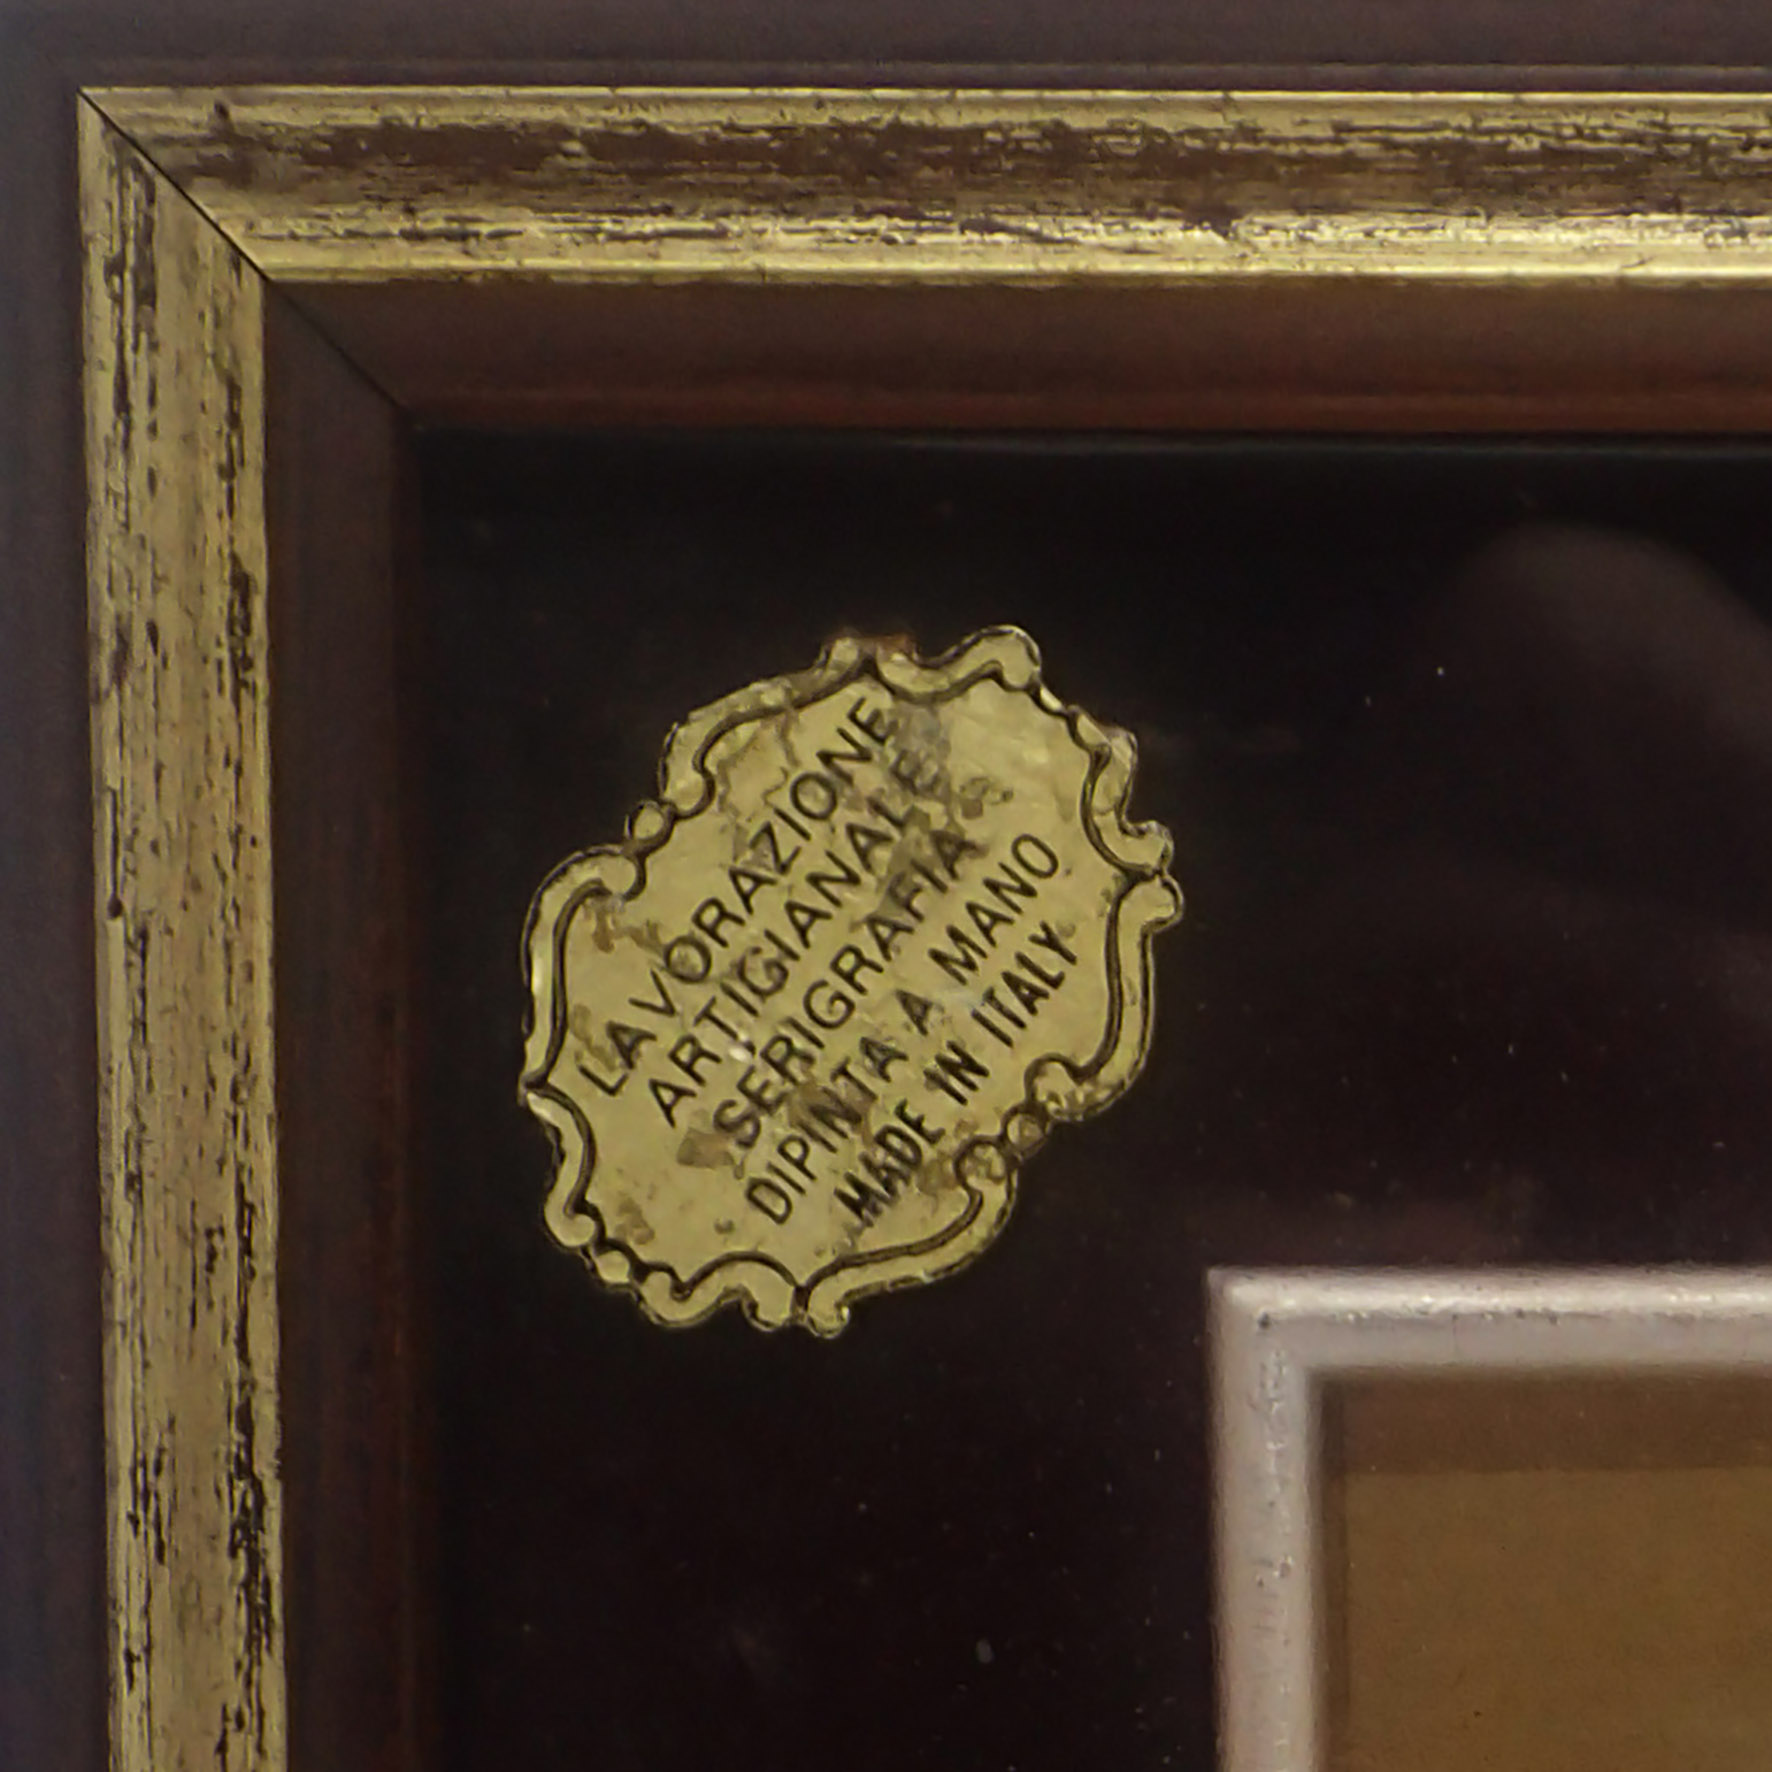 LAVORAZIONE
ARTIGIANALE
SERIGRAFIA
DIPINTA A MANO
MADE IN ITALY